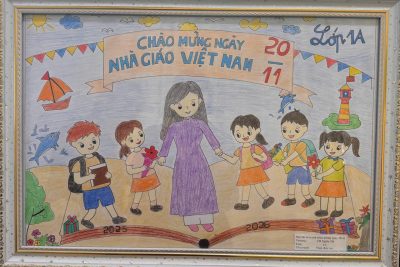 CHÀO MỪNG NGÀY
NHÀ GIÁO VIỆT NAM
20
11
Lớp 1A
2025
2026